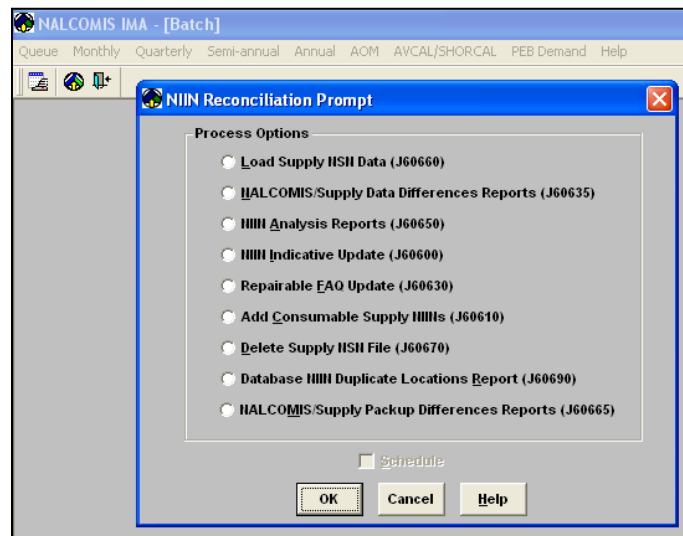 NALCOMIS IMA - [Batch]
Queue Monthly Quarterly Semi-annual Annual AOM AVCAL/SHORCAL PEB Demand Help
NIIN Reconciliation Prompt
Process Options
Load Supply NSN Data (J60660)
NALCOMIS/Supply Data Differences Reports (J60635)
NIIN Analysis Reports (J60650)
NIIN Indicative Update (J60600)
Repairable FAQ Update (J60630)
Add Consumable Supply NIINs (J60610)
Delete Supply NSN File (J60670)
Database NIIN Duplicate Locations Report (J60690)
NALCOMIS/Supply Packup Differences Reports (J60665)
Schedule
OK Cancel Help